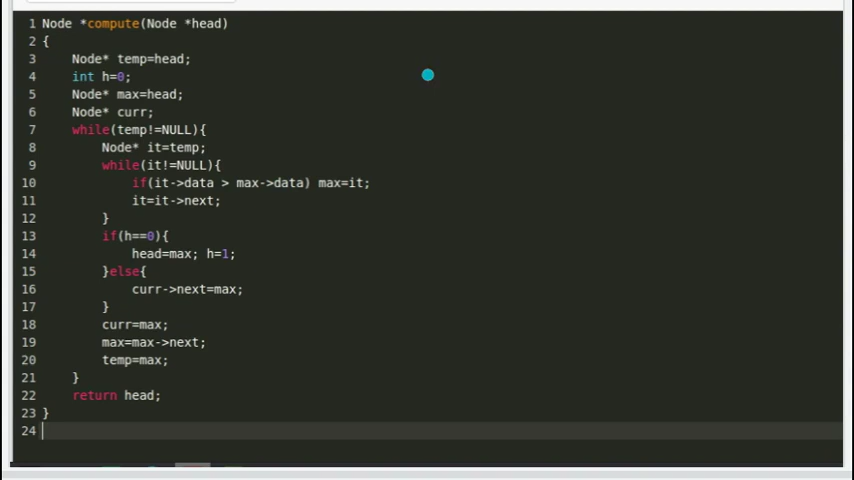 1 Node *compute(Node *head)
2 {
3     Node* temp=head;
4     int h=0;
5     Node* max=head;
6     Node* curr;
7     while(temp!=NULL){
8         Node* it=temp;
9         while(it!=NULL){
10             if(it->data > max->data) max=it;
11             it=it->next;
12         }
13         if(h==0){
14             head=max; h=1;
15         }else{
16             curr->next=max;
17         }
18         curr=max;
19         max=max->next;
20         temp=max;
21     }
22     return head;
23 }
24